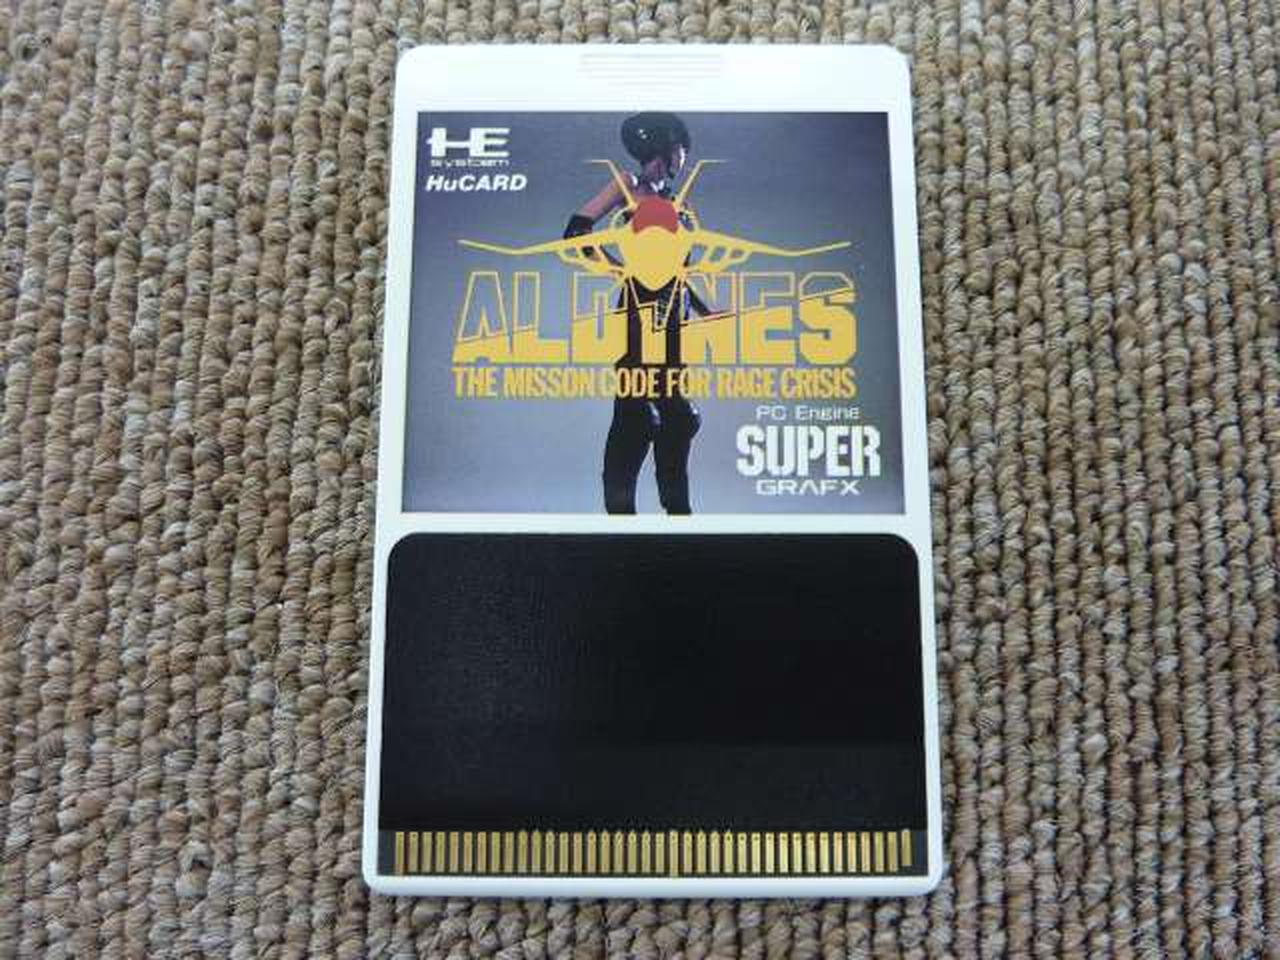 HE
system
HuCARD
ALDYNES
THE MISSON CODE FOR RAGE CRISIS
PC Engine
SUPER
GRAFX